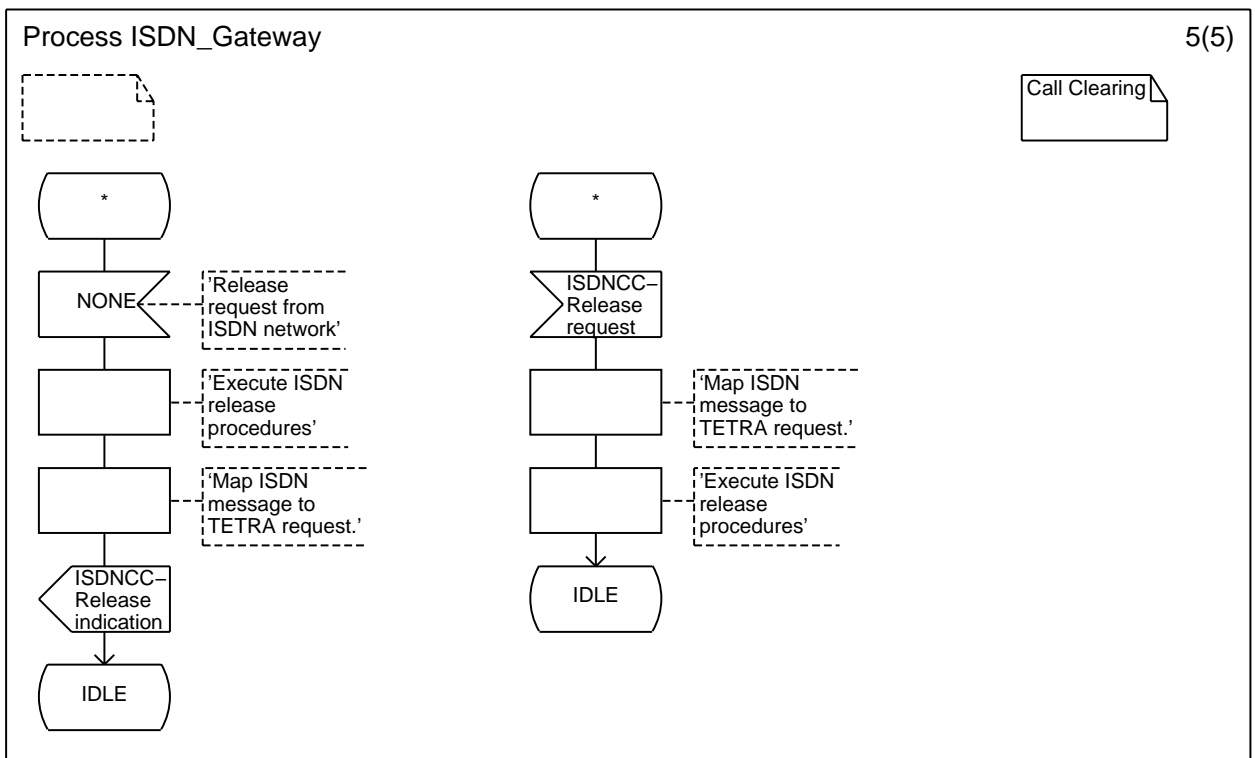 Process ISDN_Gateway
5(5)
Call Clearing
*
NONE
'Release
request from
ISDN network'
'Execute ISDN
release
procedures'
'Map ISDN
message to
TETRA request.'
ISDNCC−
Release
indication
IDLE
*
ISDNCC−
Release
request
'Map ISDN
message to
TETRA request.'
'Execute ISDN
release
procedures'
IDLE